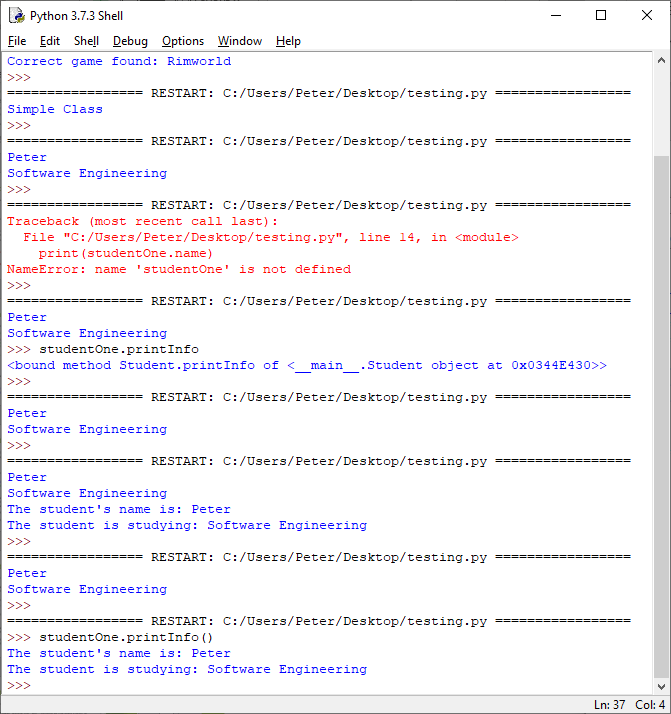 Python 3.7.3 Shell
File Edit Shell Debug Options Window Help
Correct game found: Rimworld
>>>
================= RESTART: C:/Users/Peter/Desktop/testing.py =================
Simple Class
>>>
================= RESTART: C:/Users/Peter/Desktop/testing.py =================
Peter
Software Engineering
>>>
================= RESTART: C:/Users/Peter/Desktop/testing.py =================
Traceback (most recent call last):
  File "C:/Users/Peter/Desktop/testing.py", line 14, in <module>
    print(studentOne.name)
NameError: name 'studentOne' is not defined
>>>
================= RESTART: C:/Users/Peter/Desktop/testing.py =================
Peter
Software Engineering
>>> studentOne.printInfo
<bound method Student.printInfo of <__main__.Student object at 0x0344E430>>
>>>
================= RESTART: C:/Users/Peter/Desktop/testing.py =================
Peter
Software Engineering
>>>
================= RESTART: C:/Users/Peter/Desktop/testing.py =================
Peter
Software Engineering
The student's name is: Peter
The student is studying: Software Engineering
>>>
================= RESTART: C:/Users/Peter/Desktop/testing.py =================
Peter
Software Engineering
>>>
================= RESTART: C:/Users/Peter/Desktop/testing.py =================
>>> studentOne.printInfo()
The student's name is: Peter
The student is studying: Software Engineering
>>>
Ln: 37 Col: 4